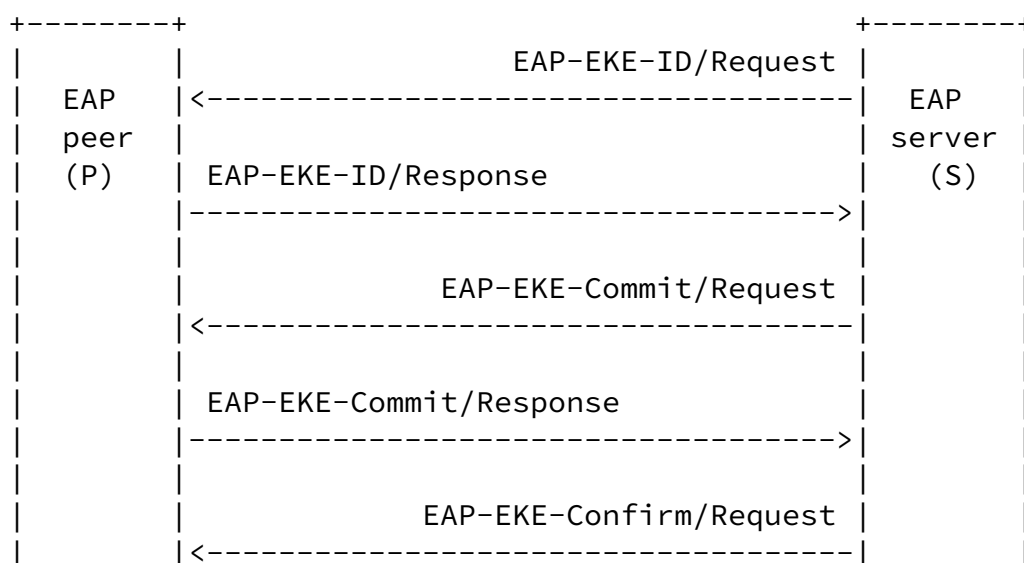 +--------+                                     +--------+
|        |                  EAP-EKE-ID/Request |        |
|  EAP   |<------------------------------------|  EAP   |
|  peer  |                                     | server |
|  (P)   | EAP-EKE-ID/Response                 |   (S)  |
|        |------------------------------------>|        |
|        |                                     |        |
|        |              EAP-EKE-Commit/Request |        |
|        |<------------------------------------|        |
|        |                                     |        |
|        | EAP-EKE-Commit/Response             |        |
|        |------------------------------------>|        |
|        |                                     |        |
|        |             EAP-EKE-Confirm/Request |        |
|        |<------------------------------------|        |